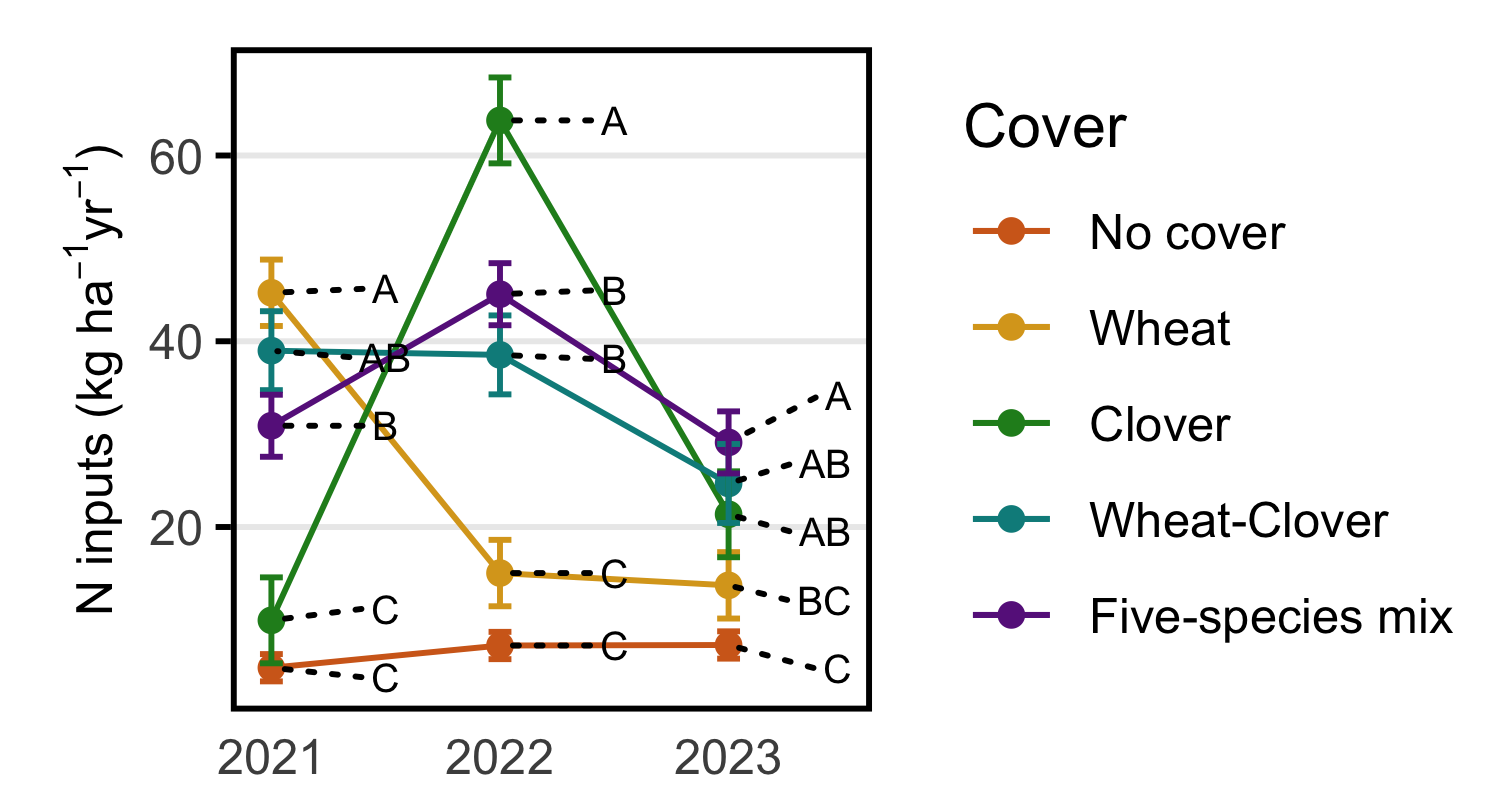 N inputs (kg ha⁻¹yr⁻¹)
60
40
20
A
AB
B
C
C
A
B
B
C
C
A
AB
AB
BC
C
2021 2022 2023
Cover
No cover
Wheat
Clover
Wheat-Clover
Five-species mix